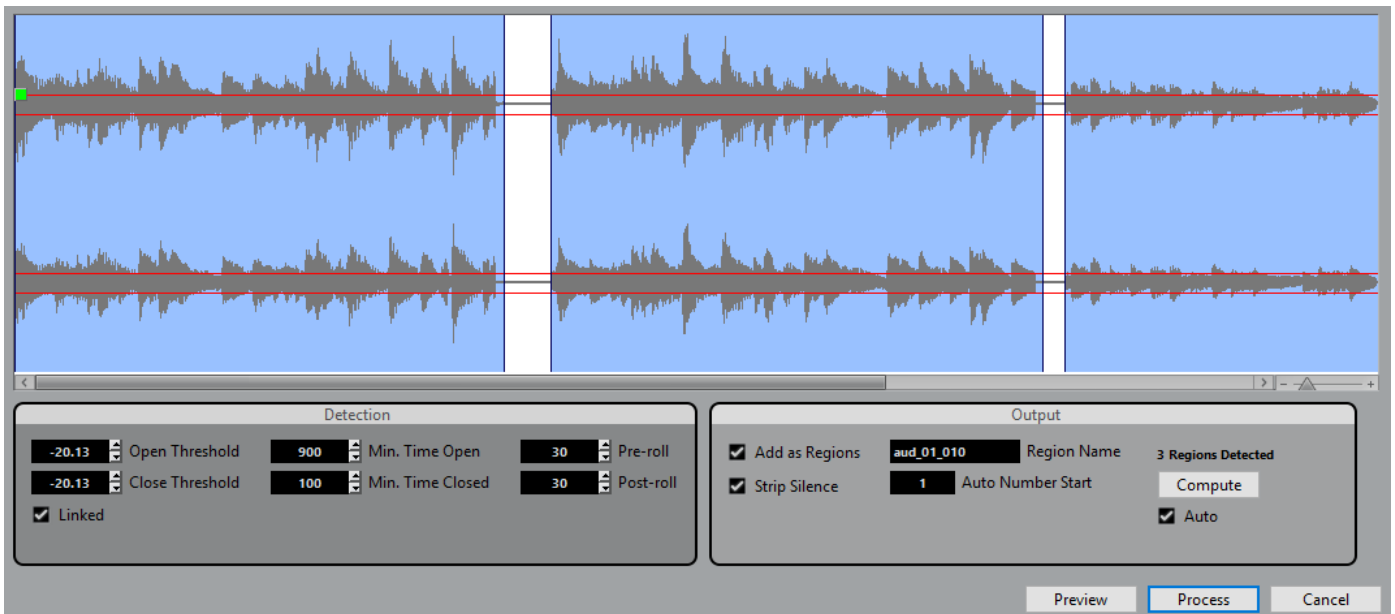 Detection
-20.13 Open Threshold 900 Min. Time Open 30 Pre-roll
-20.13 Close Threshold 100 Min. Time Closed 30 Post-roll
Linked
Output
Add as Regions aud_01_010 Region Name 3 Regions Detected
Strip Silence 1 Auto Number Start Compute
Auto
Preview Process Cancel